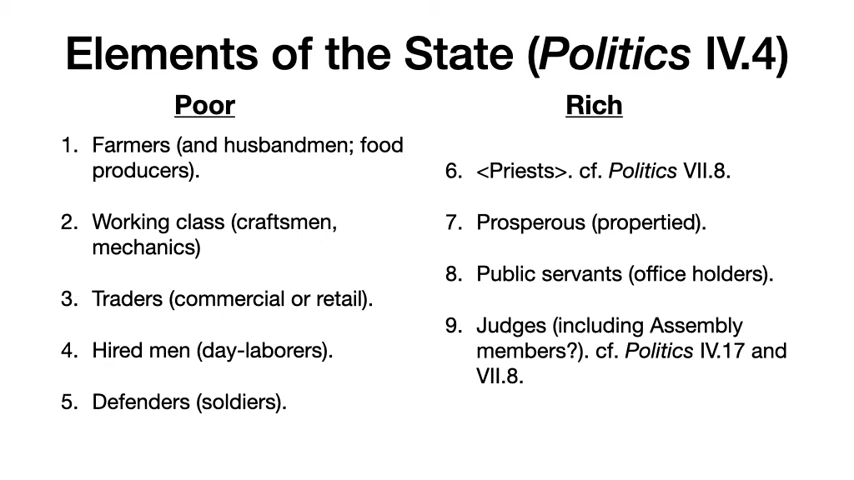 Elements of the State (Politics IV.4)
Poor
1. Farmers (and husbandmen; food
producers).
2. Working class (craftsmen,
mechanics)
3. Traders (commercial or retail).
4. Hired men (day-laborers).
5. Defenders (soldiers).
Rich
6. <Priests>. cf. Politics VII.8.
7. Prosperous (propertied).
8. Public servants (office holders).
9. Judges (including Assembly
members?). cf. Politics IV.17 and
VII.8.